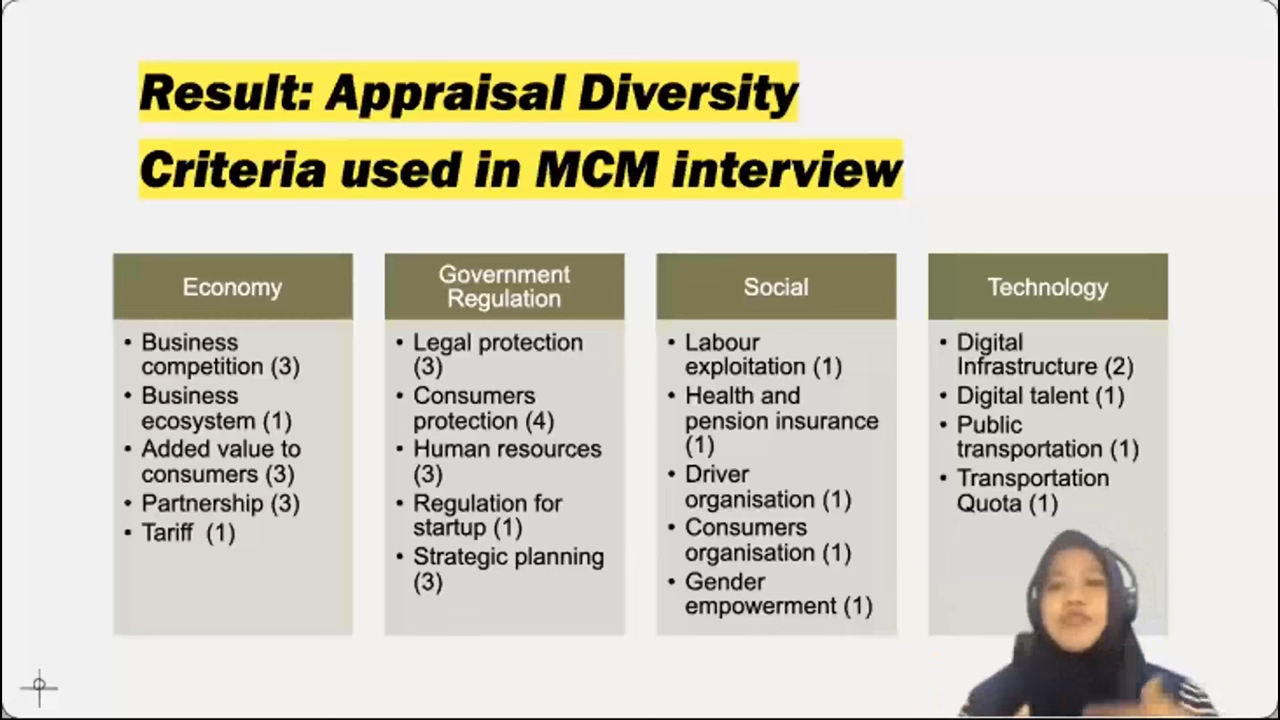 Result: Appraisal Diversity
Criteria used in MCM interview
Economy
• Business
competition (3)
• Business
ecosystem (1)
• Added value to
consumers (3)
• Partnership (3)
• Tariff  (1)
Government
Regulation
• Legal protection
(3)
• Consumers
protection (4)
• Human resources
(3)
• Regulation for
startup (1)
• Strategic planning
(3)
Social
• Labour
exploitation (1)
• Health and
pension insurance
(1)
• Driver
organisation (1)
• Consumers
organisation (1)
• Gender
empowerment (1)
Technology
• Digital
Infrastructure (2)
• Digital talent (1)
• Public
transportation (1)
• Transportation
Quota (1)